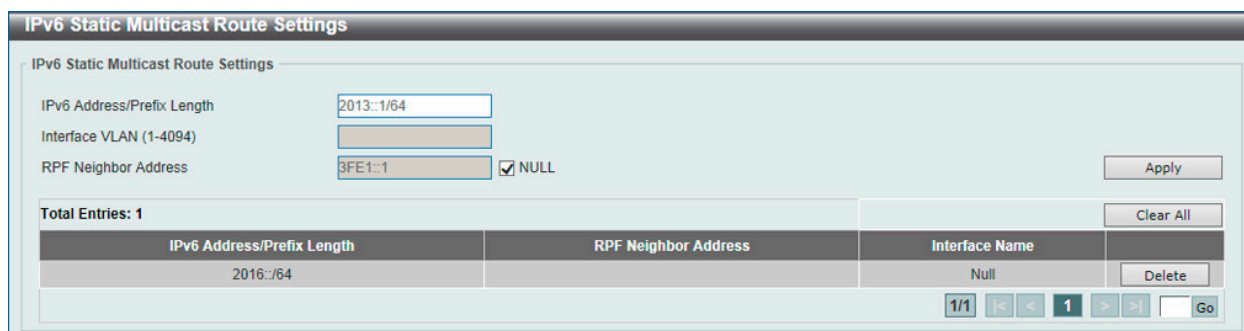 IPv6 Static Multicast Route Settings
IPv6 Static Multicast Route Settings
IPv6 Address/Prefix Length 2013::1/64
Interface VLAN (1-4094)
RPF Neighbor Address 3FE1::1 NULL Apply
Total Entries: 1 Clear All
IPv6 Address/Prefix Length RPF Neighbor Address Interface Name
2016::/64 Null Delete
1/1 |< < 1 > >| Go